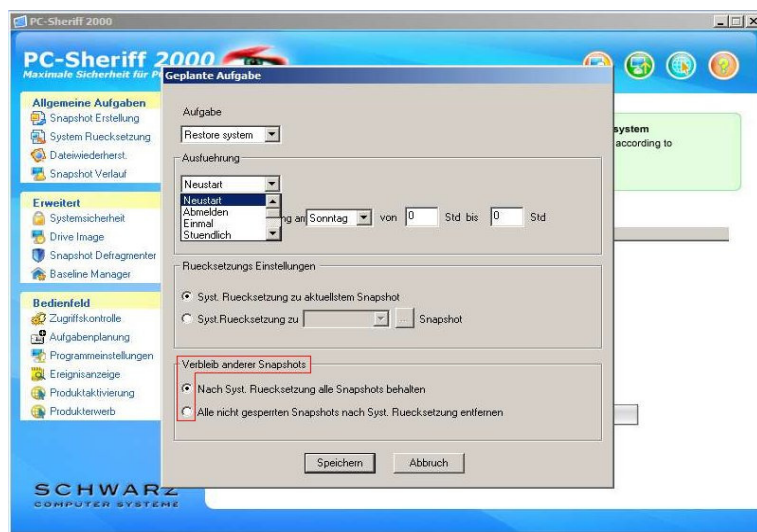 PC-Sheriff 2000
PC-Sheriff 2000
Maximale Sicherheit für
Allgemeine Aufgaben
Snapshot Erstellung
System Ruecksetzung
Dateiwiederherst.
Snapshot Verlauf
Erweitert
Systemsicherheit
Drive Image
Snapshot Defragmenter
Baseline Manager
Bedienfeld
Zugriffskontrolle
Aufgabenplanung
Programmeinstellungen
Ereignisanzeige
Produktaktivierung
Produkterwerb
SCHWARZ
COMPUTER SYSTEME
system
according to
Geplante Aufgabe
Aufgabe
Restore system
Ausfuehrung
Neustart
Neustart
Abmelden
Einmal
Stuendlich
Sonntag von 0 Std bis 0 Std
Ruecksetzungs Einstellungen
Syst. Ruecksetzung zu aktuellstem Snapshot
Syst.Ruecksetzung zu ... Snapshot
Verbleib anderer Snapshots
Nach Syst. Ruecksetzung alle Snapshots behalten
Alle nicht gesperrten Snapshots nach Syst. Ruecksetzung entfernen
Speichern Abbruch